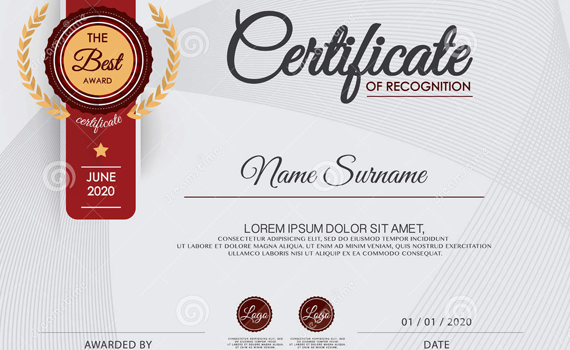 THE
Best
AWARD
certificate
JUNE
2020
Certificate
OF RECOGNITION
Name Surname
LOREM IPSUM DOLOR SIT AMET,
CONSECTETUR ADIPISICING ELIT, SED DO EIUSMOD TEMPOR INCIDIDUNT
UT LABORE ET DOLORE MAGNA ALIQUA. UT ENIM AD MINIM VENIAM, QUIS NOSTRUD EXERCITATION
ULLAMCO LABORIS NISI UT ALIQUIP EX EA COMMODO CONSEQUAT.
Logo
Logo
01 / 01 / 2020
AWARDED BY
DATE